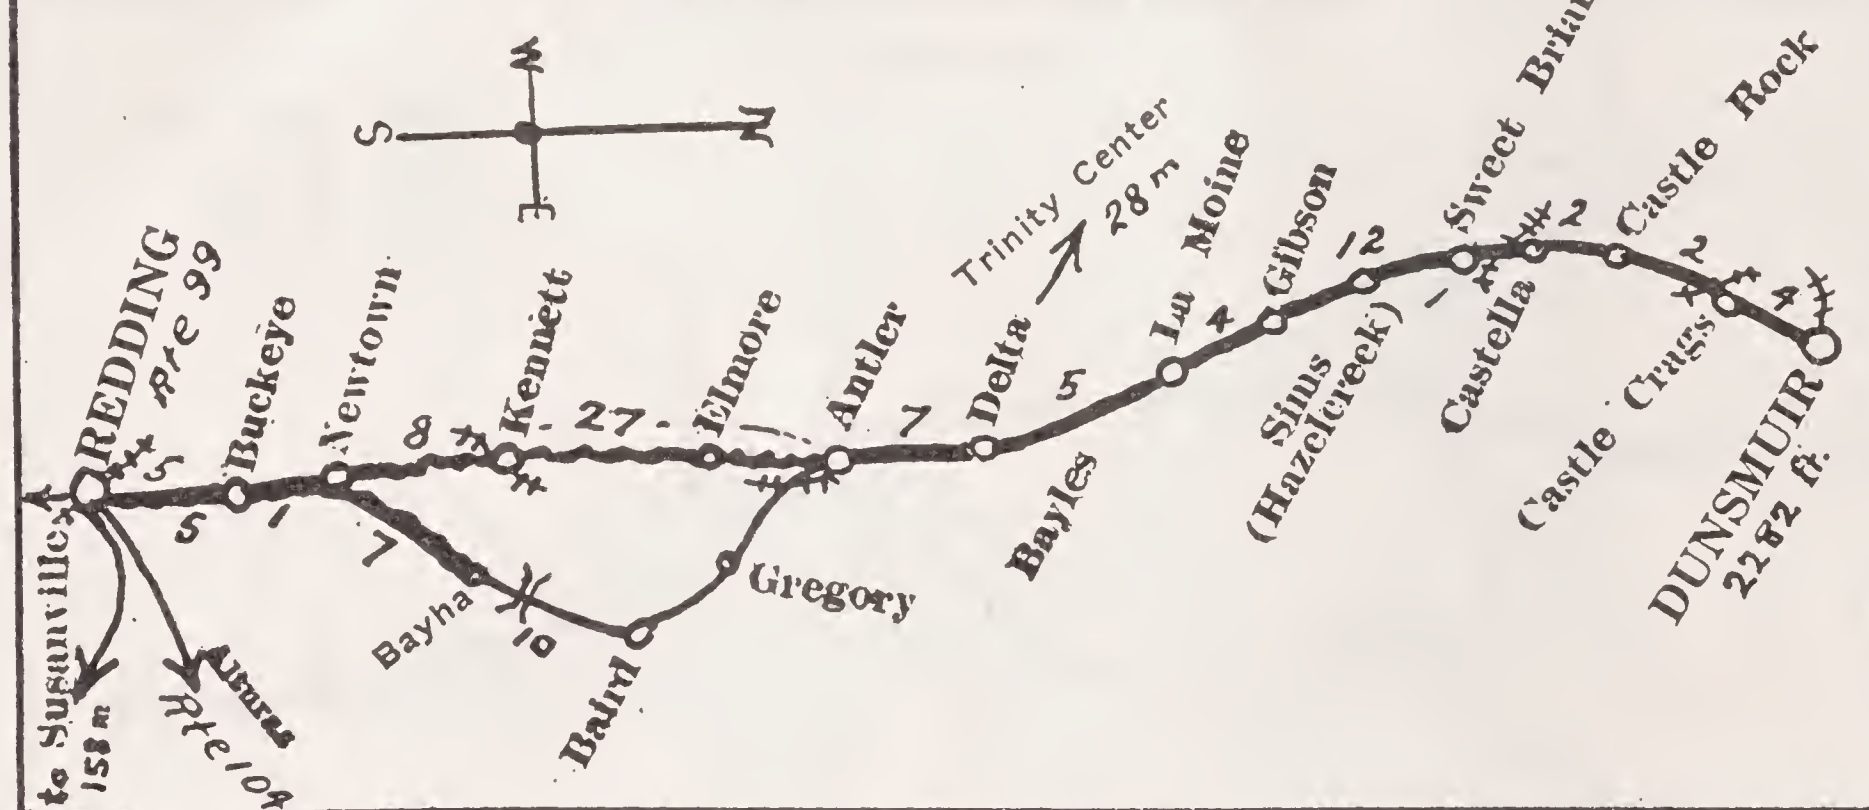 W
S
N
E
REDDING
Rte 99
5
5
Buckeye
1
Newtown
8
7
Kennett
27
Elmore
Antler
7
Bayha
10
Baird
Gregory
Delta
Trinity Center
28 m
5
Bayles
La Moine
4
Gibson
12
Sims
(Hazelcreek)
1
Sweet Briar
Castella
2
Castle Rock
2
Castle Crags
4
DUNSMUIR
2282 ft.
to Susanville
158 m
Alturas
Rte 104